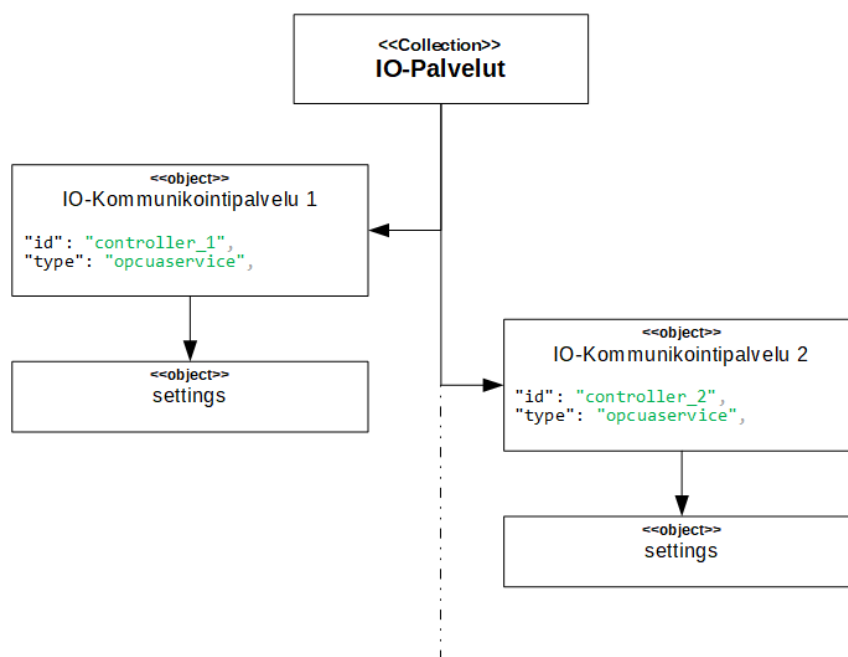 <<Collection>>
IO-Palvelut
<<object>>
IO-Kommunikointipalvelu 1
"id": "controller_1",
"type": "opcuaservice",
<<object>>
settings
<<object>>
IO-Kommunikointipalvelu 2
"id": "controller_2",
"type": "opcuaservice",
<<object>>
settings